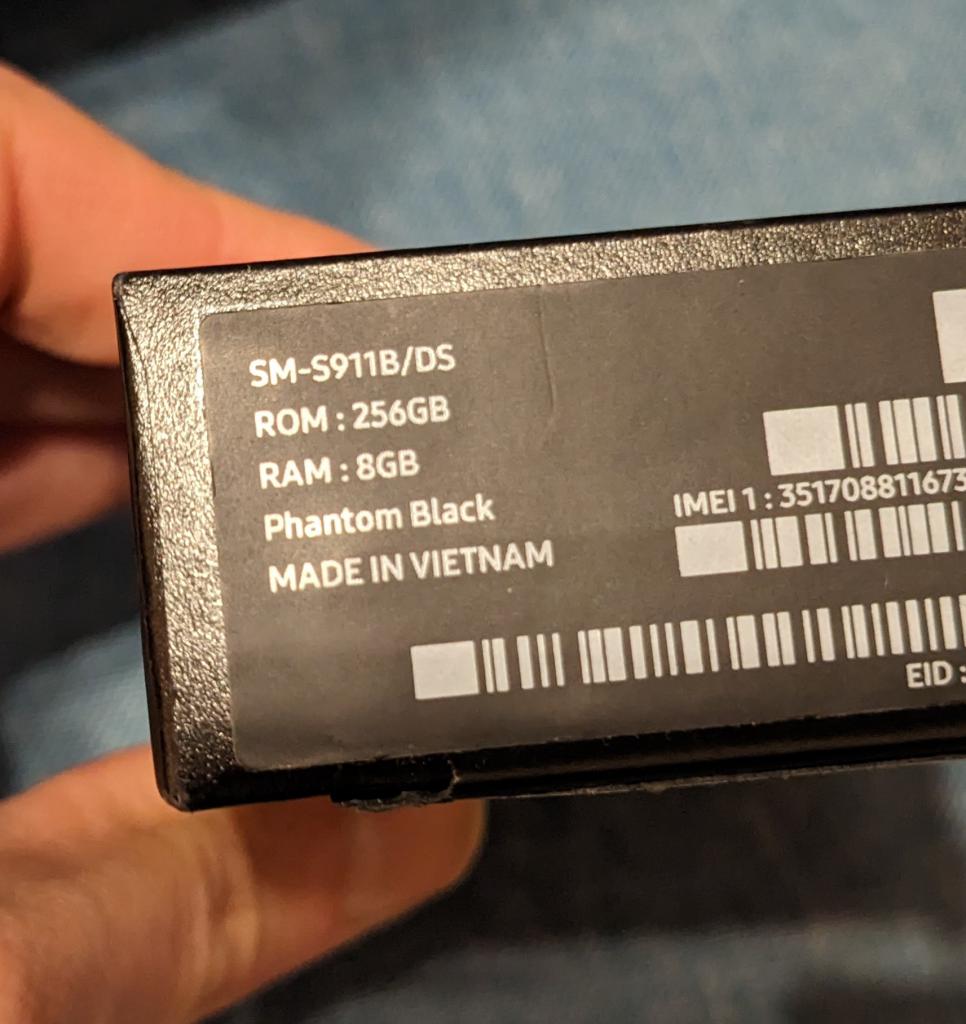 SM-S911B/DS
ROM : 256GB
RAM : 8GB
Phantom Black
MADE IN VIETNAM
IMEI 1 : 351708811673
EID :